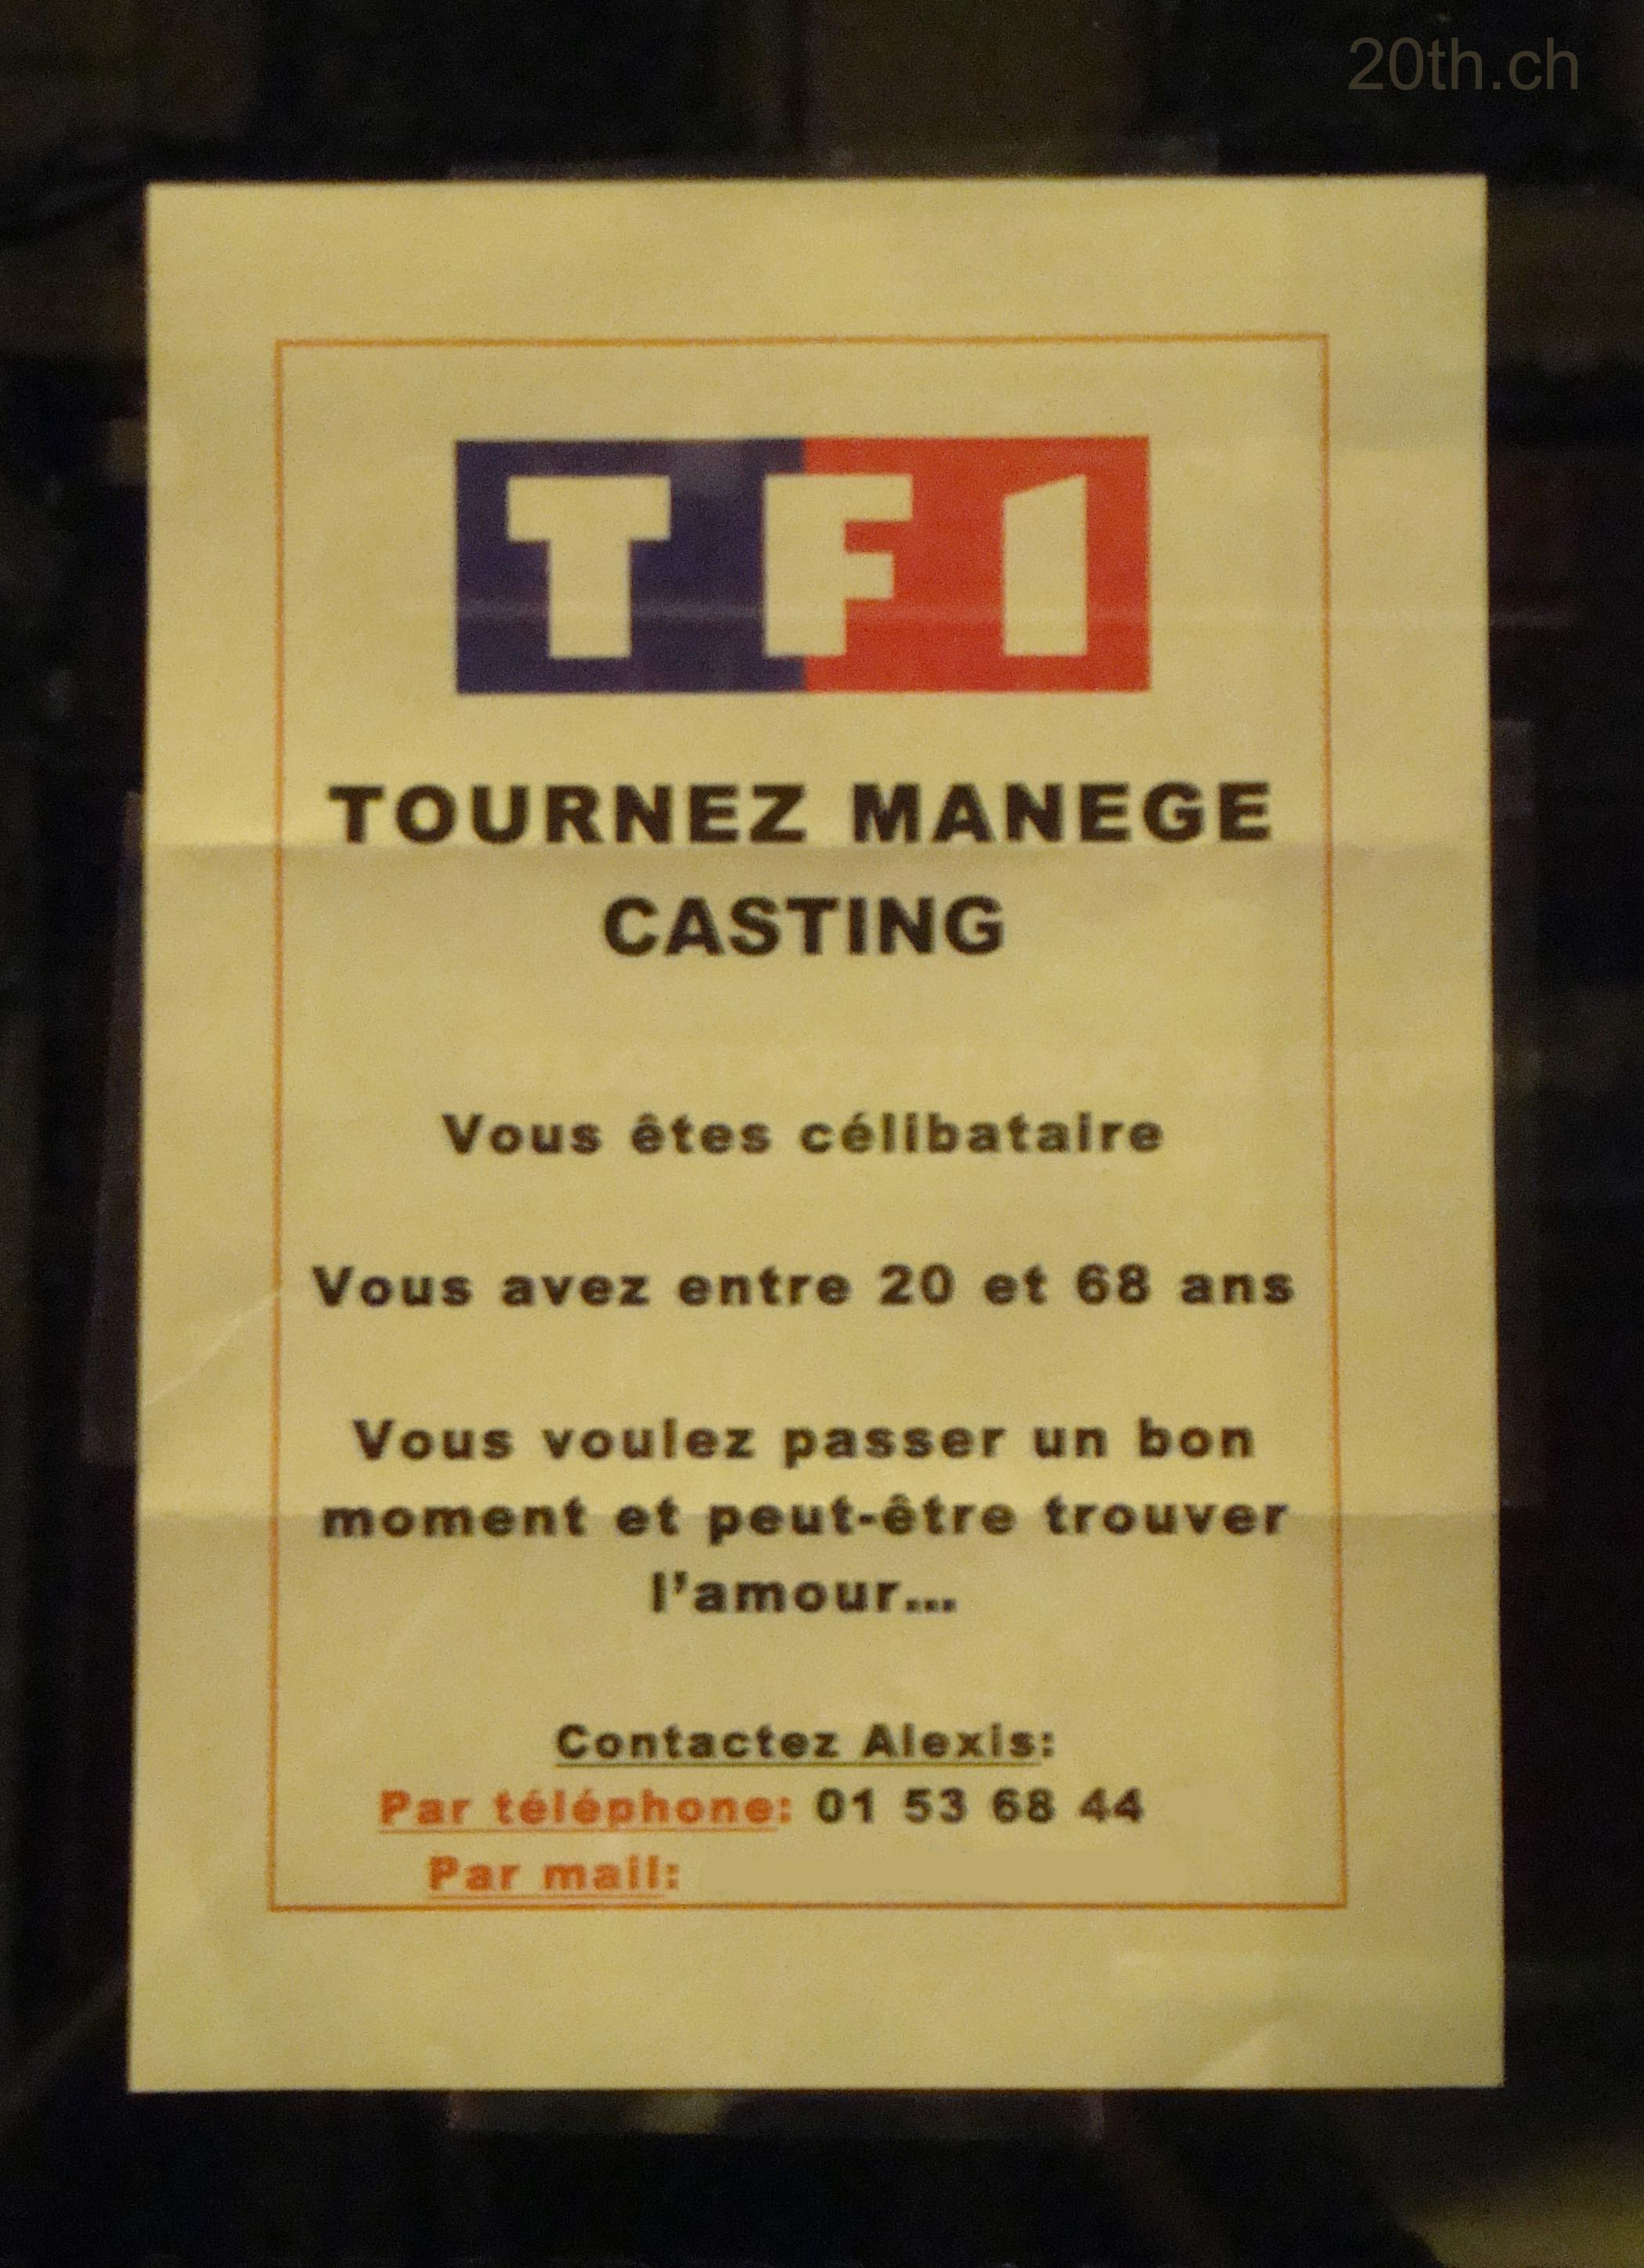 20th.ch
TF1
TOURNEZ MANEGE
CASTING
Vous êtes célibataire
Vous avez entre 20 et 68 ans
Vous voulez passer un bon
moment et peut-être trouver
l'amour...
Contactez Alexis:
Par téléphone: 01 53 68 44
Par mail: